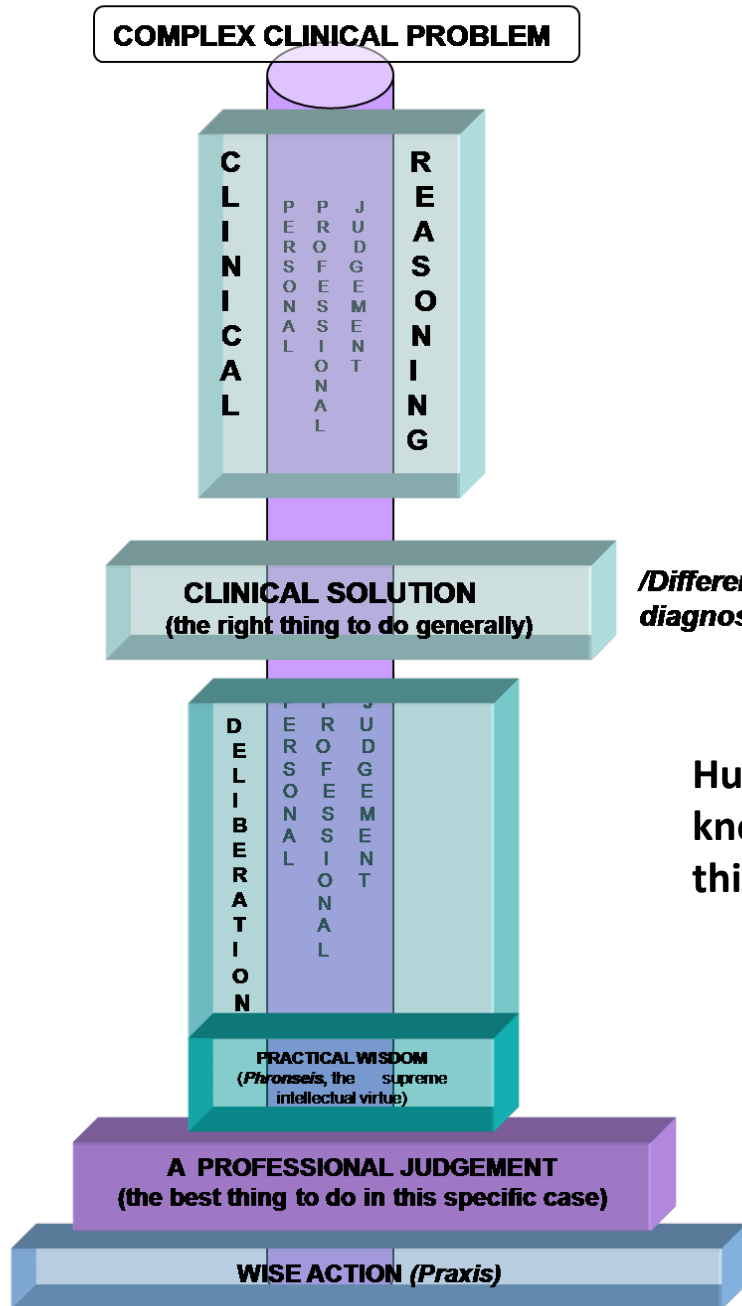 COMPLEX CLINICAL PROBLEM
CLINICAL
REASONING
PERSONAL
PROFESSIONAL
JUDGEMENT
CLINICAL SOLUTION
(the right thing to do generally)
DELIBERATION
PERSONAL
PROFESSIONAL
JUDGEMENT
PRACTICAL WISDOM
(Phronseis, the supreme
intellectual virtue)
A PROFESSIONAL JUDGEMENT
(the best thing to do in this specific case)
WISE ACTION (Praxis)